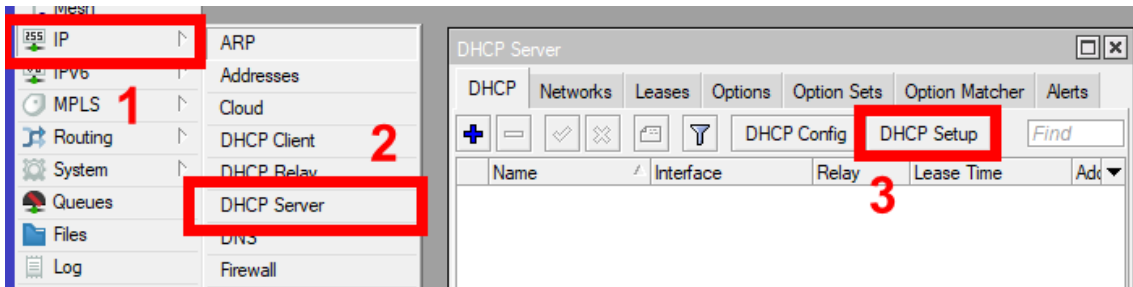 Mesh
IP
IPv6
MPLS
Routing
System
Queues
Files
Log
1
ARP
Addresses
Cloud
DHCP Client
DHCP Relay
DHCP Server
DNS
Firewall
2
DHCP Server
DHCP Networks Leases Options Option Sets Option Matcher Alerts
DHCP Config DHCP Setup Find
Name Interface Relay Lease Time Add
3